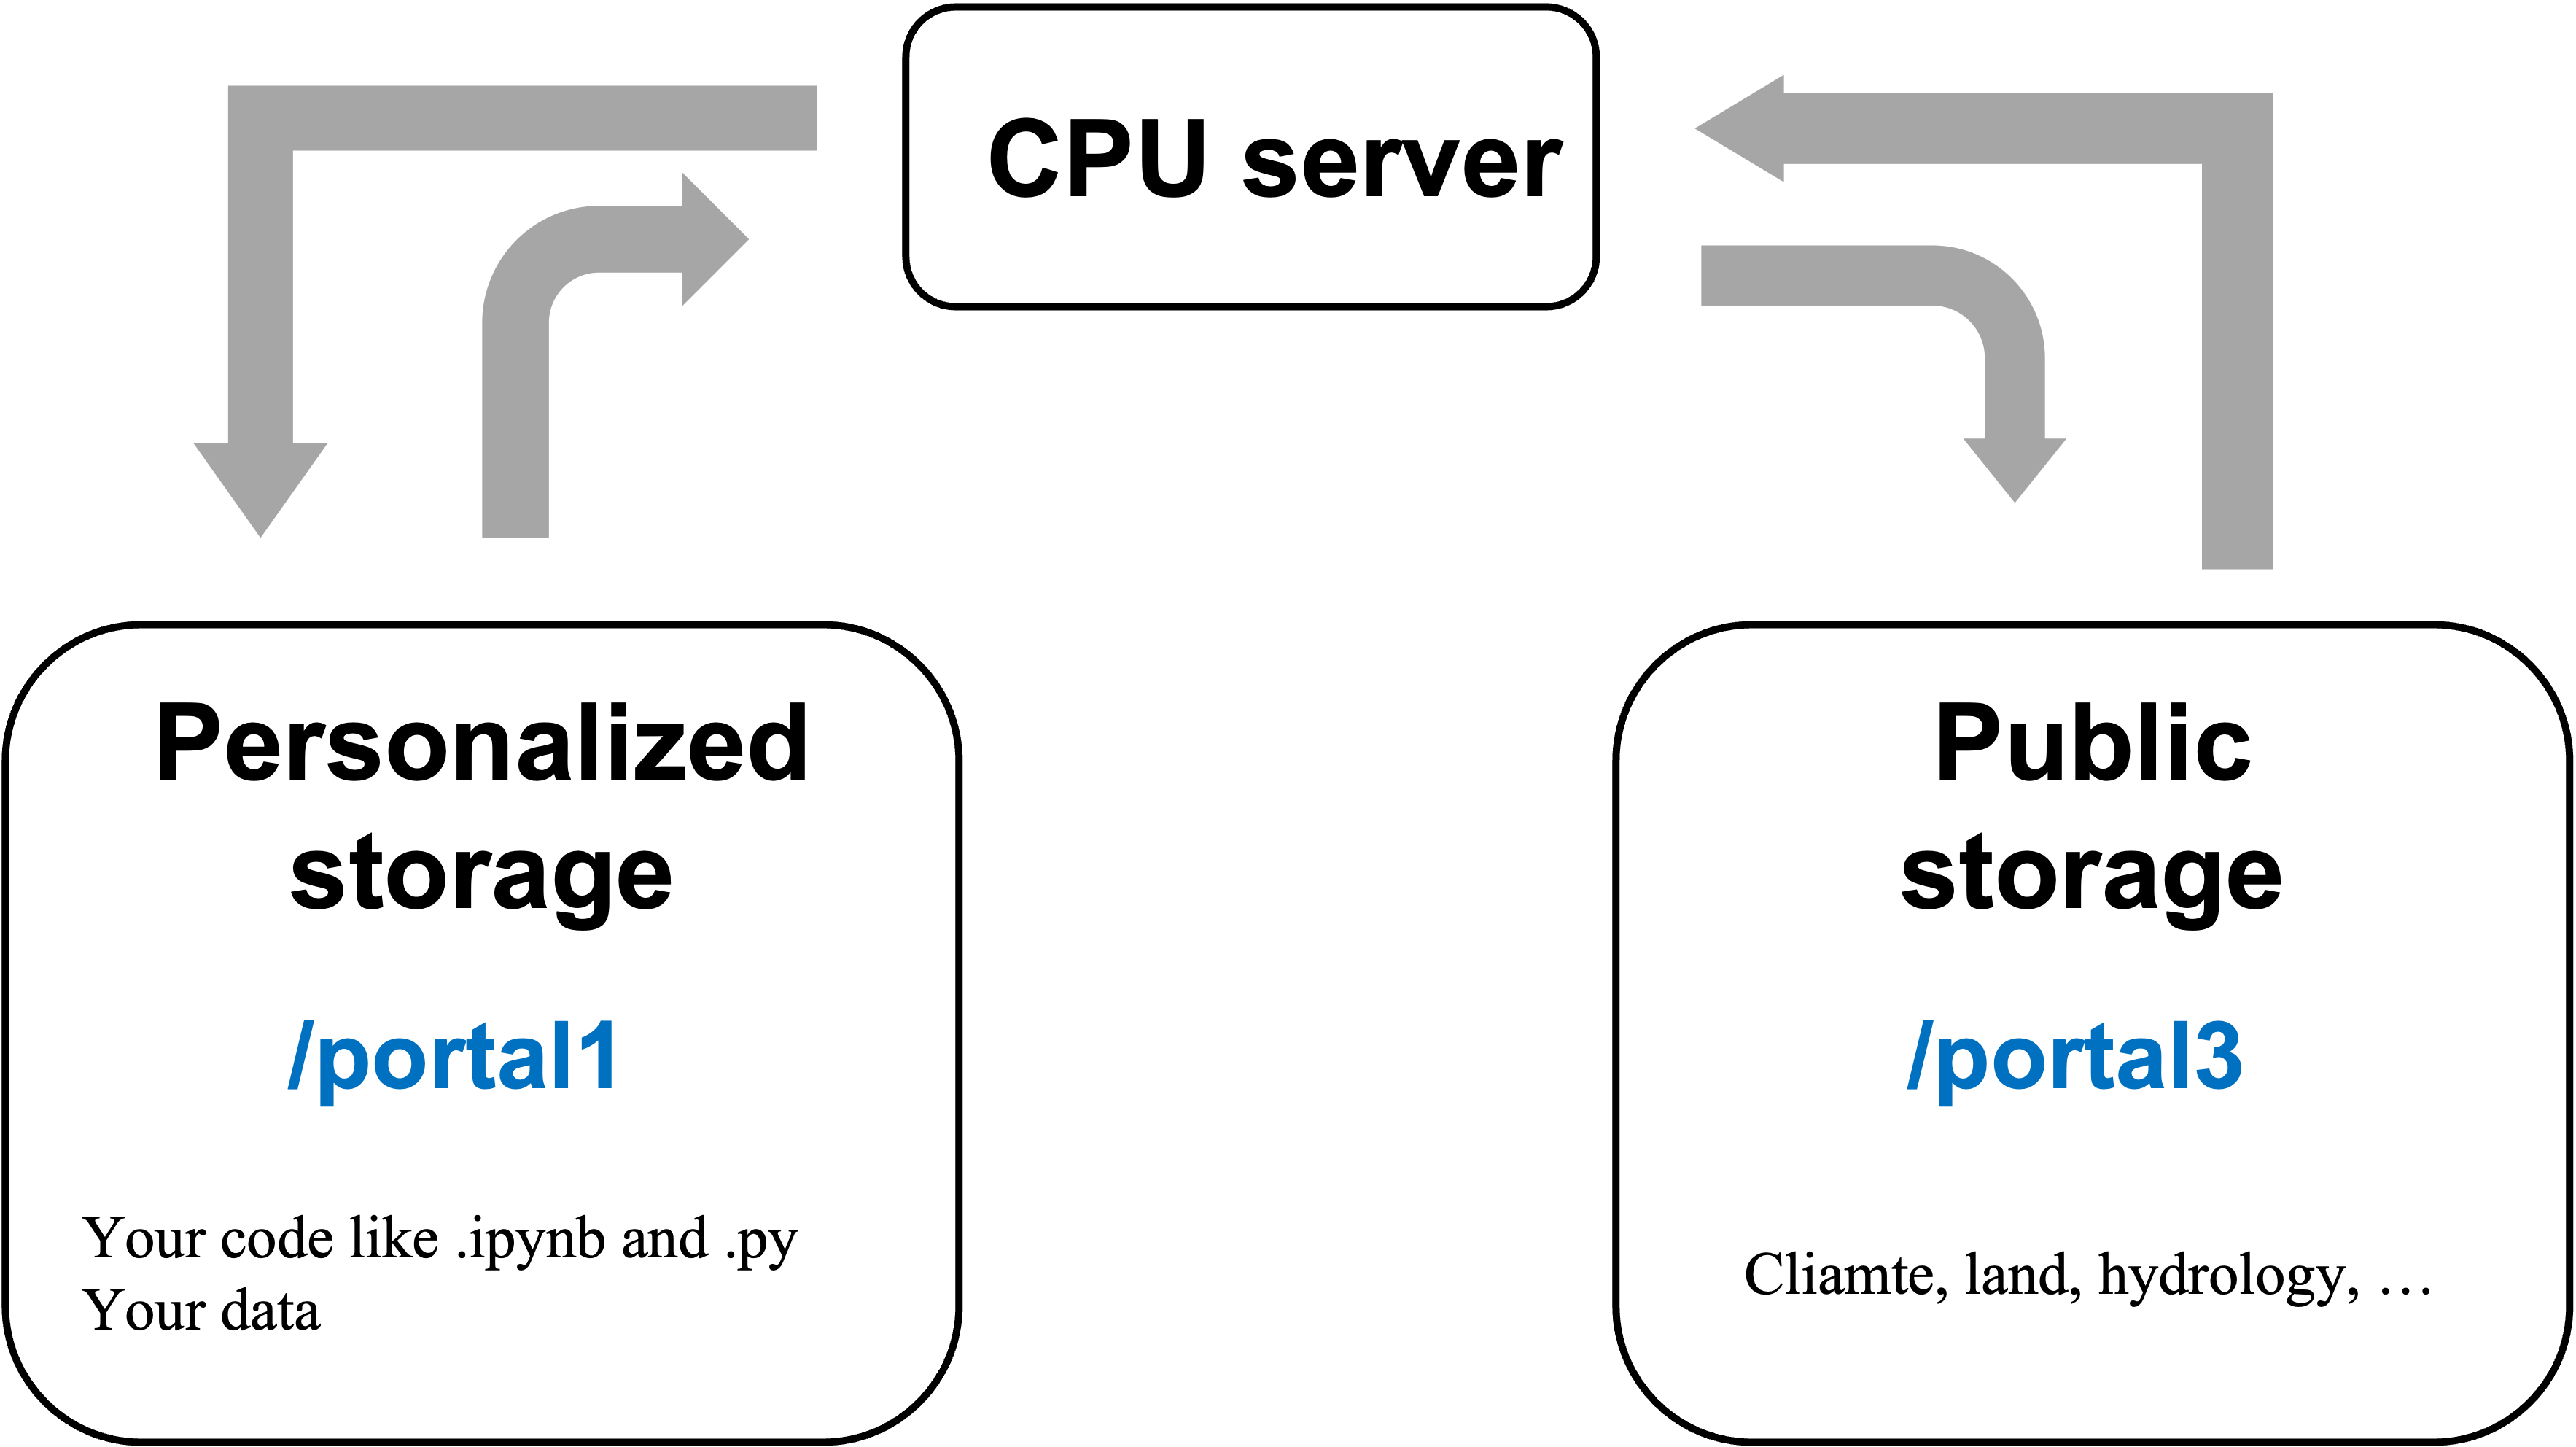 CPU server
Personalized
storage
/portal1
Your code like .ipynb and .py
Your data
Public
storage
/portal3
Cliamte, land, hydrology, …